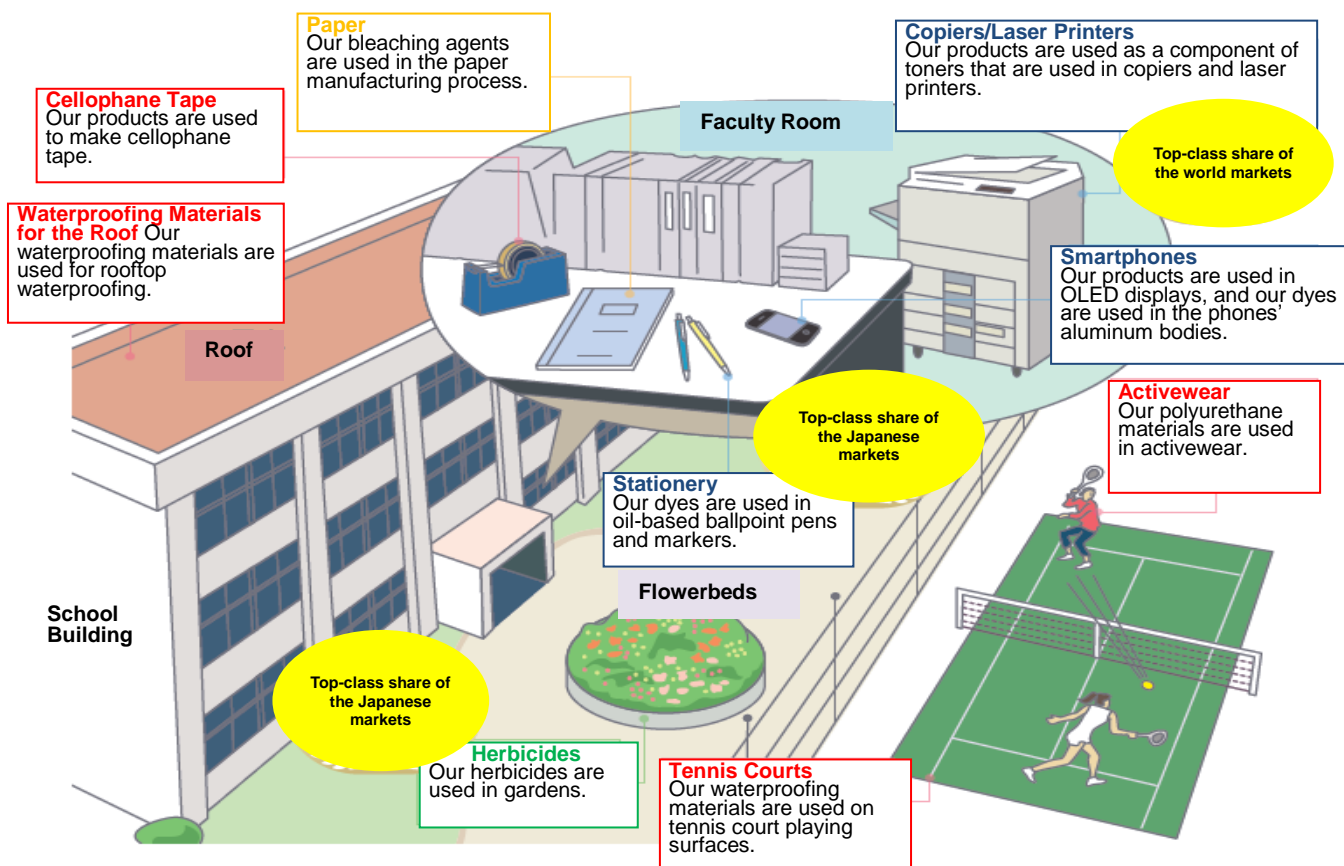 Paper
Our bleaching agents
are used in the paper
manufacturing process.
Copiers/Laser Printers
Our products are used as a component of
toners that are used in copiers and laser
printers.
Cellophane Tape
Our products are used
to make cellophane
tape.
Faculty Room
Top-class share of
the world markets
Waterproofing Materials
for the Roof Our
waterproofing materials are
used for rooftop
waterproofing.
Smartphones
Our products are used in
OLED displays, and our dyes
are used in the phones’
aluminum bodies.
Roof
Activewear
Our polyurethane
materials are used
in activewear.
Top-class share of
the Japanese
markets
Stationery
Our dyes are used in
oil-based ballpoint pens
and markers.
Flowerbeds
School
Building
Top-class share of
the Japanese
markets
Herbicides
Our herbicides are
used in gardens.
Tennis Courts
Our waterproofing
materials are used on
tennis court playing
surfaces.